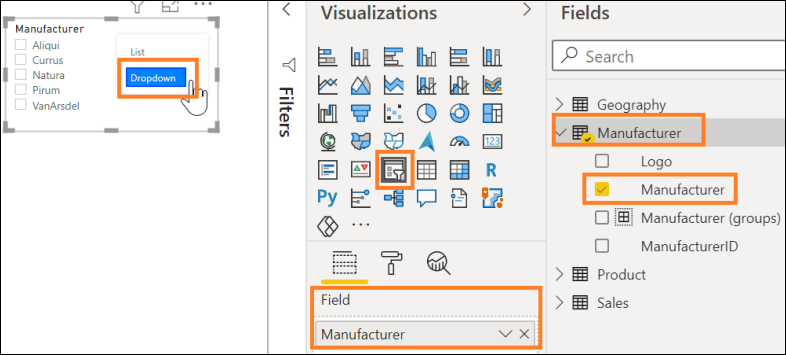 Manufacturer
Aliqui
Currus
Natura
Pirum
VanArsdel
List
Dropdown
Filters
Visualizations
123
R
Py
Field
Manufacturer
Fields
Search
Geography
Manufacturer
Logo
Manufacturer
Manufacturer (groups)
ManufacturerID
Product
Sales